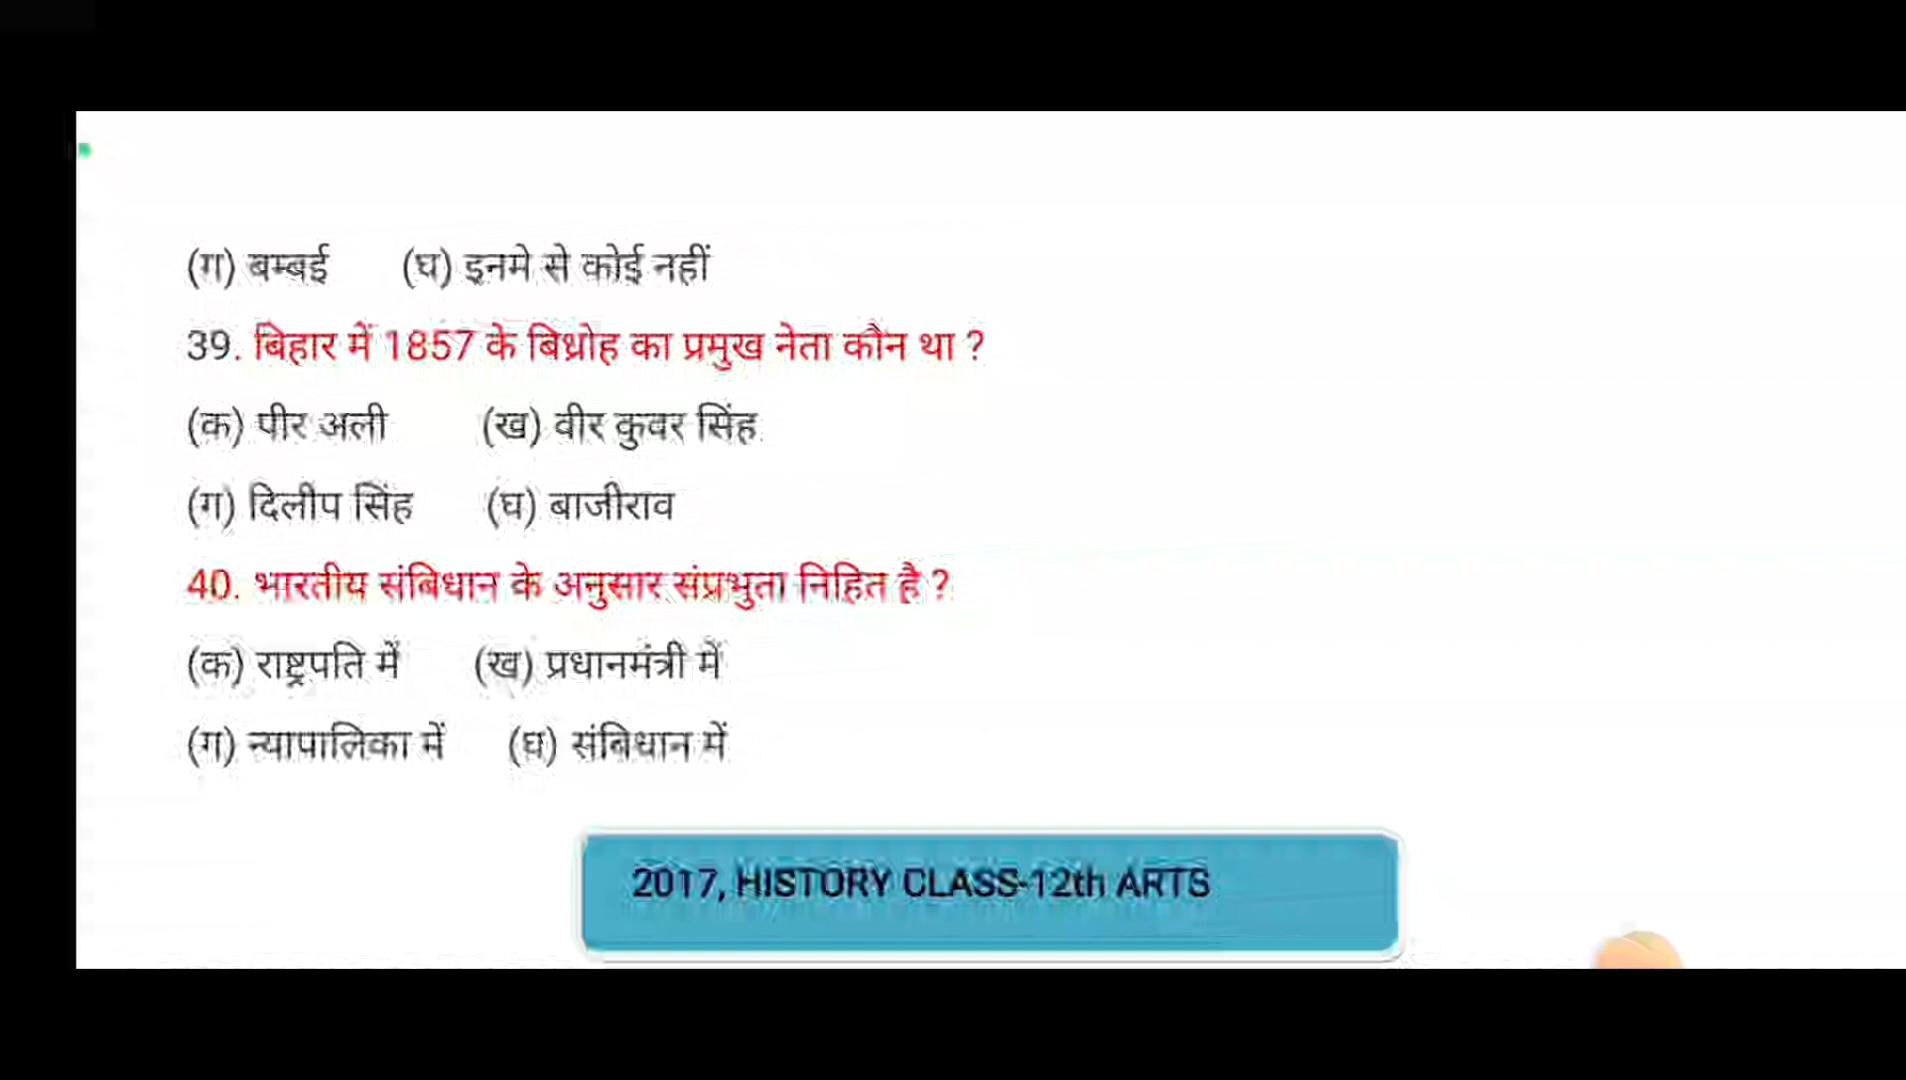 (ग) बम्बई (घ) इनमे से कोई नहीं
39. बिहार में 1857 के बिध्रोह का प्रमुख नेता कौन था ?
(क) पीर अली (ख) वीर कुवर सिंह
(ग) दिलीप सिंह (घ) बाजीराव
40. भारतीय संबिधान के अनुसार संप्रभुता निहित है ?
(क) राष्ट्रपति में (ख) प्रधानमंत्री में
(ग) न्यापालिका में (घ) संबिधान में
2017, HISTORY CLASS-12th ARTS